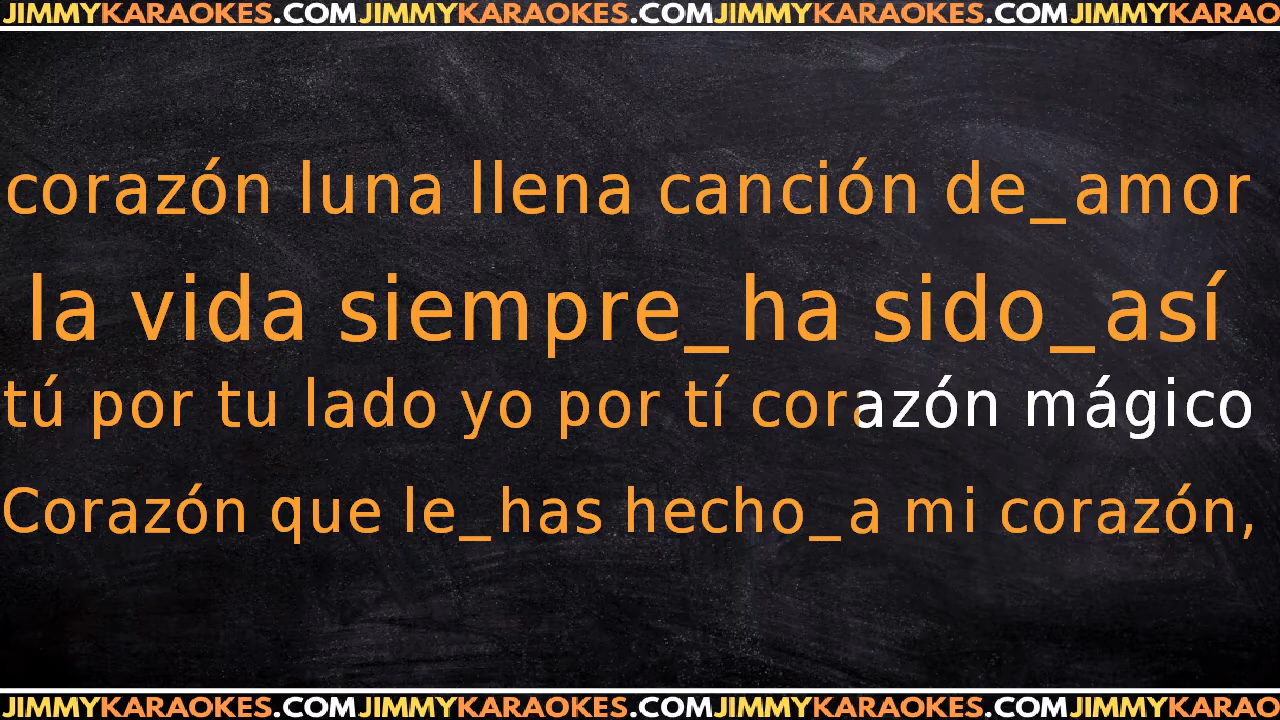 JIMMYKARAOKES.COMJIMMYKARAOKES.COMJIMMYKARAOKES.COMJIMMYKARAO
corazón luna llena canción de_amor
la vida siempre_ha sido_así
tú por tu lado yo por tí corazón mágico
Corazón que le_has hecho_a mi corazón,
JIMMYKARAOKES.COMJIMMYKARAOKES.COMJIMMYKARAOKES.COMJIMMYKARAO